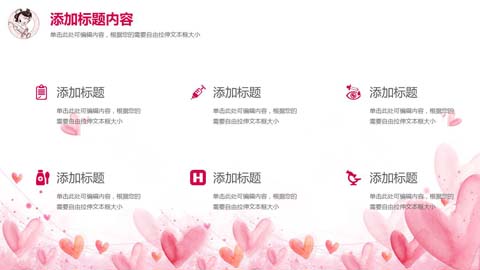 添加标题内容
单击此处可编辑内容，根据您的需要自由拉伸文本框大小
添加标题
单击此处可编辑内容，根据您的
需要自由拉伸文本框大小
添加标题
单击此处可编辑内容，根据您的
需要自由拉伸文本框大小
添加标题
单击此处可编辑内容，根据您的
需要自由拉伸文本框大小
添加标题
单击此处可编辑内容，根据您的
需要自由拉伸文本框大小
H
添加标题
单击此处可编辑内容，根据您的
需要自由拉伸文本框大小
添加标题
单击此处可编辑内容，根据您的
需要自由拉伸文本框大小